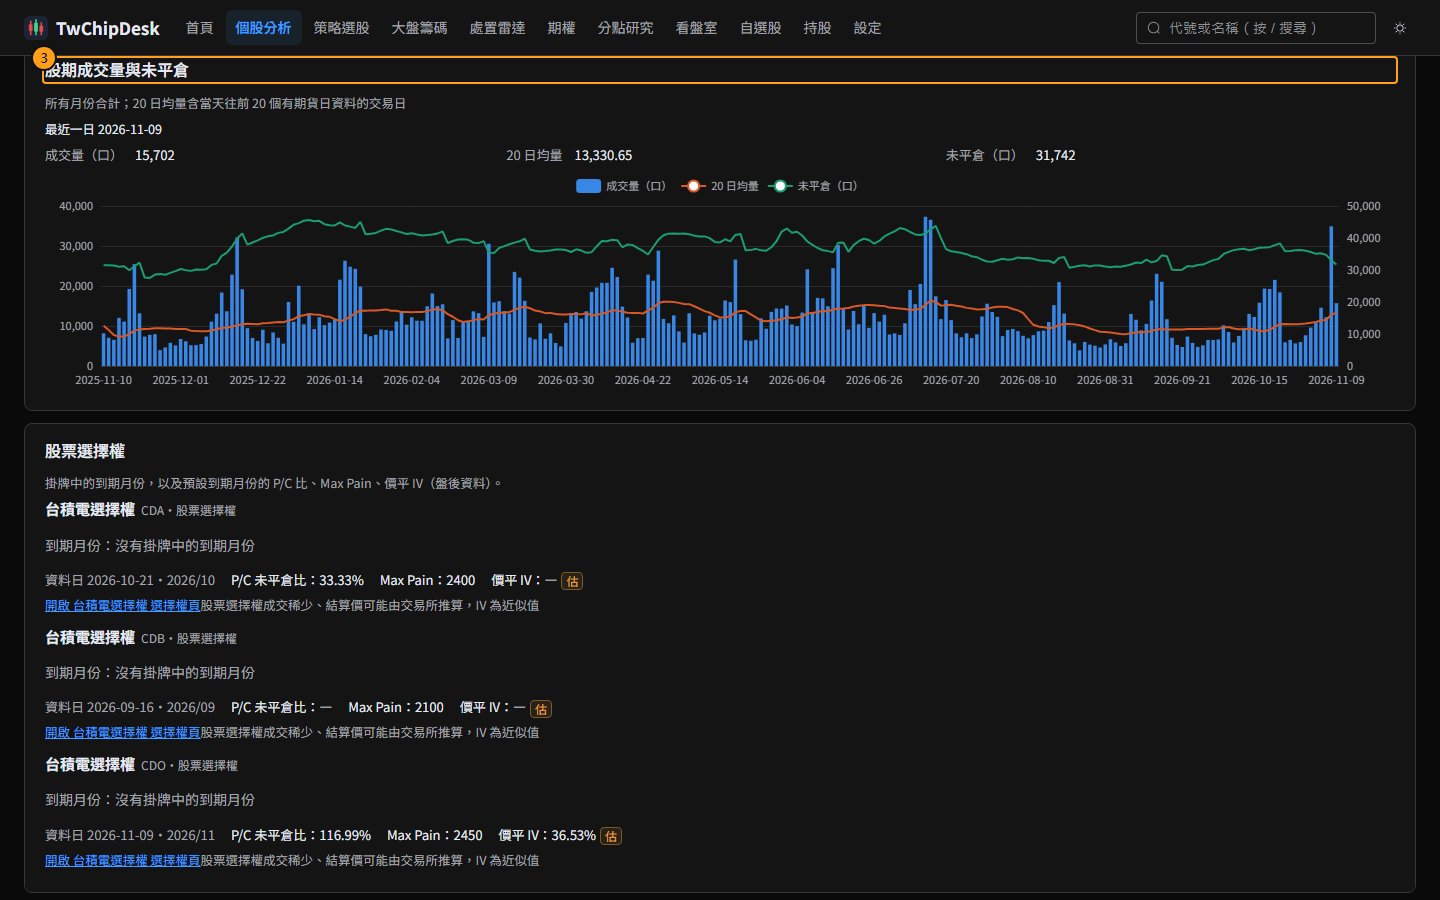 TwChipDesk 首頁 個股分析 策略選股 大盤籌碼 處置雷達 期權 分點研究 看盤室 自選股 持股 設定 代號或名稱（按 / 搜尋）
3
股期成交量與未平倉
所有月份合計；20 日均量含當天往前 20 個有期貨日資料的交易日
最近一日 2026-11-09
成交量（口） 15,702 20 日均量 13,330.65 未平倉（口） 31,742
成交量（口） 20 日均量 未平倉（口）
40,000 50,000
30,000 40,000
20,000 30,000
10,000 20,000
0 10,000
0
2025-11-10 2025-12-01 2025-12-22 2026-01-14 2026-02-04 2026-03-09 2026-03-30 2026-04-22 2026-05-14 2026-06-04 2026-06-26 2026-07-20 2026-08-10 2026-08-31 2026-09-21 2026-10-15 2026-11-09
股票選擇權
掛牌中的到期月份，以及預設到期月份的 P/C 比、Max Pain、價平 IV（盤後資料）。
台積電選擇權 CDA・股票選擇權
到期月份：沒有掛牌中的到期月份
資料日 2026-10-21・2026/10 P/C 未平倉比：33.33% Max Pain：2400 價平 IV：— 估
開啟 台積電選擇權 選擇權頁股票選擇權成交稀少、結算價可能由交易所推算，IV 為近似值
台積電選擇權 CDB・股票選擇權
到期月份：沒有掛牌中的到期月份
資料日 2026-09-16・2026/09 P/C 未平倉比：— Max Pain：2100 價平 IV：— 估
開啟 台積電選擇權 選擇權頁股票選擇權成交稀少、結算價可能由交易所推算，IV 為近似值
台積電選擇權 CDO・股票選擇權
到期月份：沒有掛牌中的到期月份
資料日 2026-11-09・2026/11 P/C 未平倉比：116.99% Max Pain：2450 價平 IV：36.53% 估
開啟 台積電選擇權 選擇權頁股票選擇權成交稀少、結算價可能由交易所推算，IV 為近似值